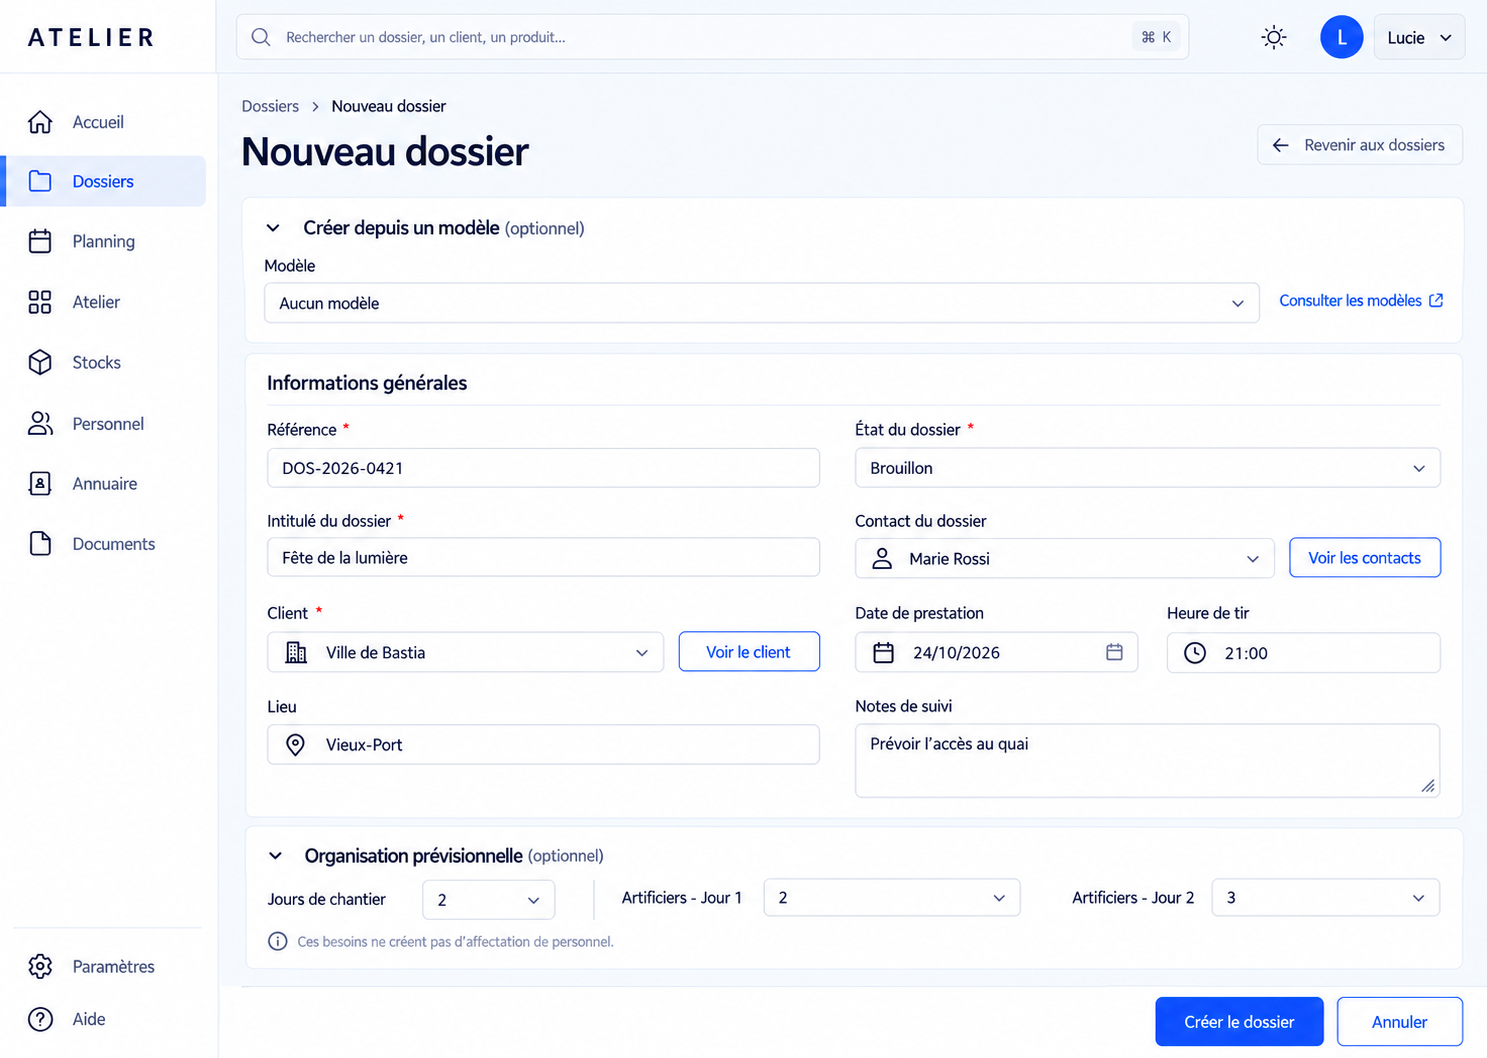 ATELIER
Rechercher un dossier, un client, un produit...
⌘ K
L
Lucie
Accueil
Dossiers
Planning
Atelier
Stocks
Personnel
Annuaire
Documents
Paramètres
Aide
Dossiers > Nouveau dossier
Nouveau dossier
Revenir aux dossiers
Créer depuis un modèle (optionnel)
Modèle
Aucun modèle
Consulter les modèles
Informations générales
Référence *
DOS-2026-0421
État du dossier *
Brouillon
Intitulé du dossier *
Fête de la lumière
Contact du dossier
Marie Rossi
Voir les contacts
Client *
Ville de Bastia
Voir le client
Date de prestation
24/10/2026
Heure de tir
21:00
Lieu
Vieux-Port
Notes de suivi
Prévoir l’accès au quai
Organisation prévisionnelle (optionnel)
Jours de chantier
2
Artificiers - Jour 1
2
Artificiers - Jour 2
3
Ces besoins ne créent pas d’affectation de personnel.
Créer le dossier
Annuler